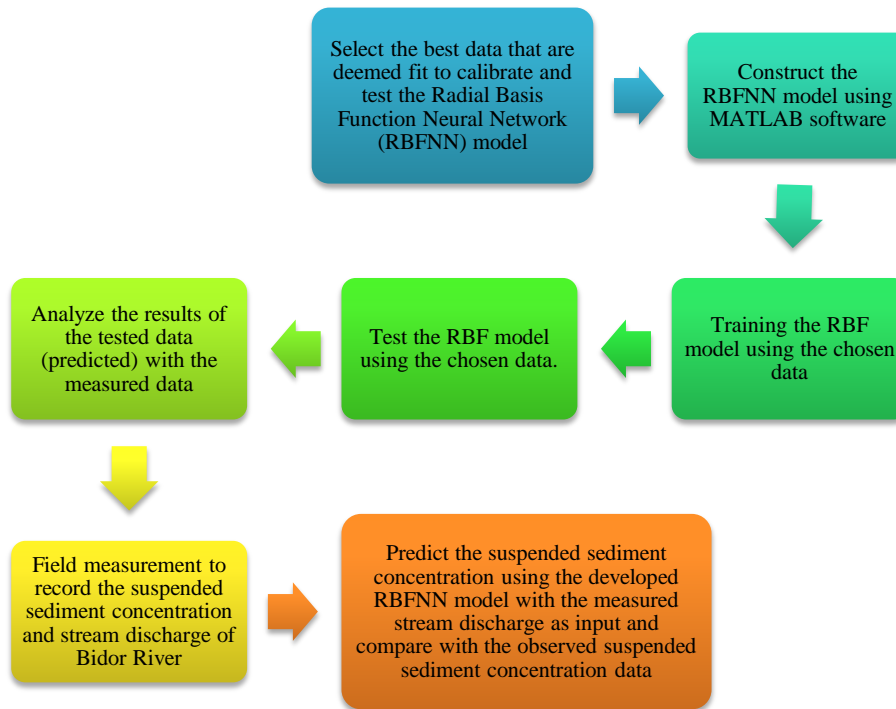 Select the best data that are
deemed fit to calibrate and
test the Radial Basis
Function Neural Network
(RBFNN) model
Construct the
RBFNN model using
MATLAB software
Training the RBF
model using the chosen
data
Test the RBF model
using the chosen data.
Analyze the results of
the tested data
(predicted) with the
measured data
Field measurement to
record the suspended
sediment concentration
and stream discharge of
Bidor River
Predict the suspended sediment
concentration using the developed
RBFNN model with the measured
stream discharge as input and
compare with the observed suspended
sediment concentration data